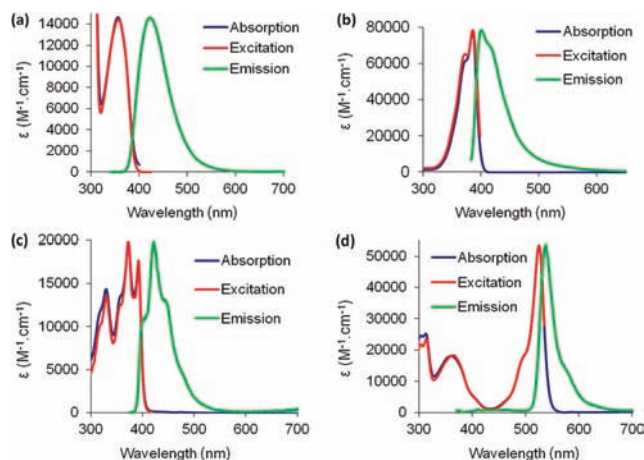 (a)
14000
12000
10000
8000
6000
4000
2000
0
ε (M⁻¹.cm⁻¹)
Absorption
Excitation
Emission
300 400 500 600 700
Wavelength (nm)
(b)
80000
60000
40000
20000
0
ε (M⁻¹.cm⁻¹)
Absorption
Excitation
Emission
300 400 500 600
Wavelength (nm)
(c)
20000
15000
10000
5000
0
ε (M⁻¹.cm⁻¹)
Absorption
Excitation
Emission
300 400 500 600 700
Wavelength (nm)
(d)
50000
40000
30000
20000
10000
0
ε (M⁻¹.cm⁻¹)
Absorption
Excitation
Emission
300 400 500 600 700
Wavelength (nm)